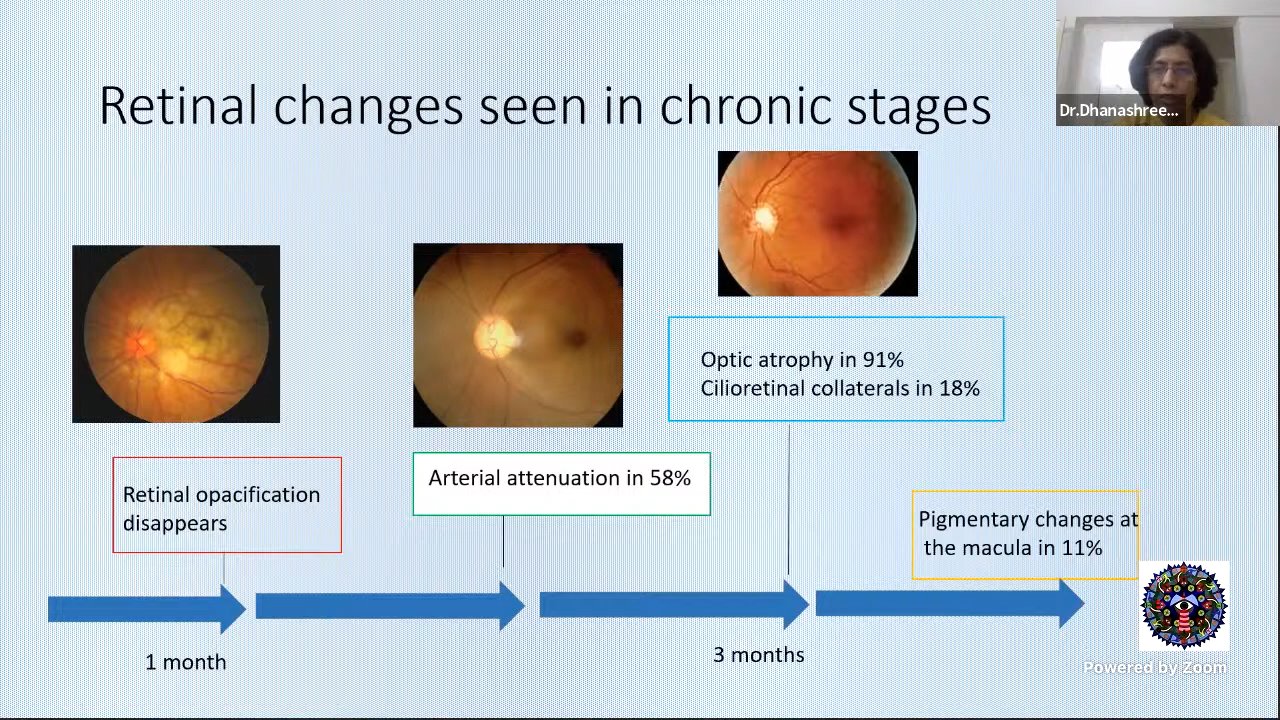 Retinal changes seen in chronic stages
Dr.Dhanashree...
Optic atrophy in 91%
Cilioretinal collaterals in 18%
Arterial attenuation in 58%
Retinal opacification
disappears
Pigmentary changes at
the macula in 11%
1 month
3 months
Powered by Zoom